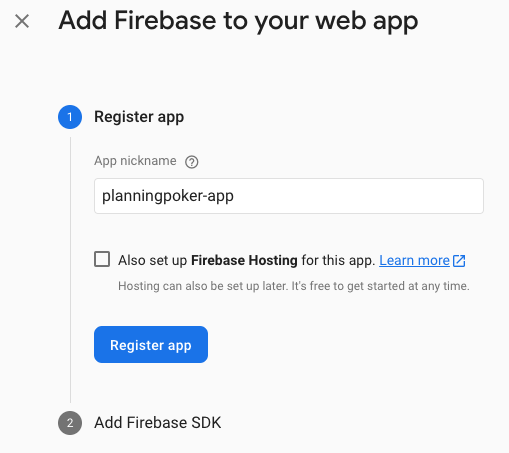 Add Firebase to your web app
1
Register app
App nickname
planningpoker-app
Also set up Firebase Hosting for this app. Learn more
Hosting can also be set up later. It's free to get started at any time.
Register app
2
Add Firebase SDK